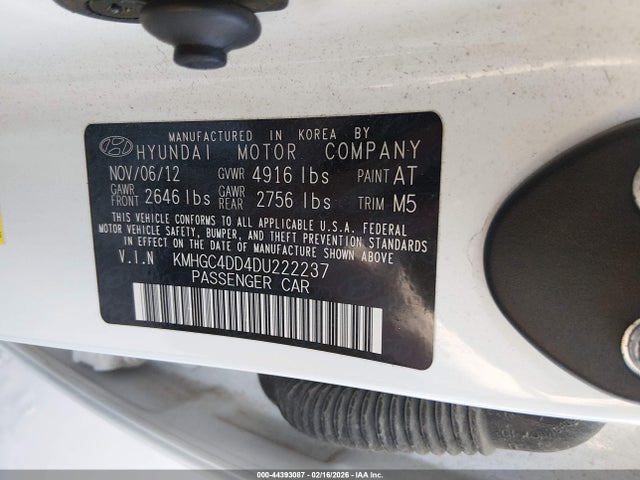 MANUFACTURED IN KOREA BY
HYUNDAI MOTOR COMPANY
NOV/06/12 GVWR 4916 lbs PAINT AT
GAWR FRONT 2646 lbs GAWR REAR 2756 lbs TRIM M5
THIS VEHICLE CONFORMS TO ALL APPLICABLE U.S.A. FEDERAL
MOTOR VEHICLE SAFETY, BUMPER, AND THEFT PREVENTION STANDARDS
IN EFFECT ON THE DATE OF MANUFACTURE SHOWN ABOVE
V.I.N KMHGC4DD4DU222237
PASSENGER CAR
000-44393087 - 02/16/2026 - IAA Inc.